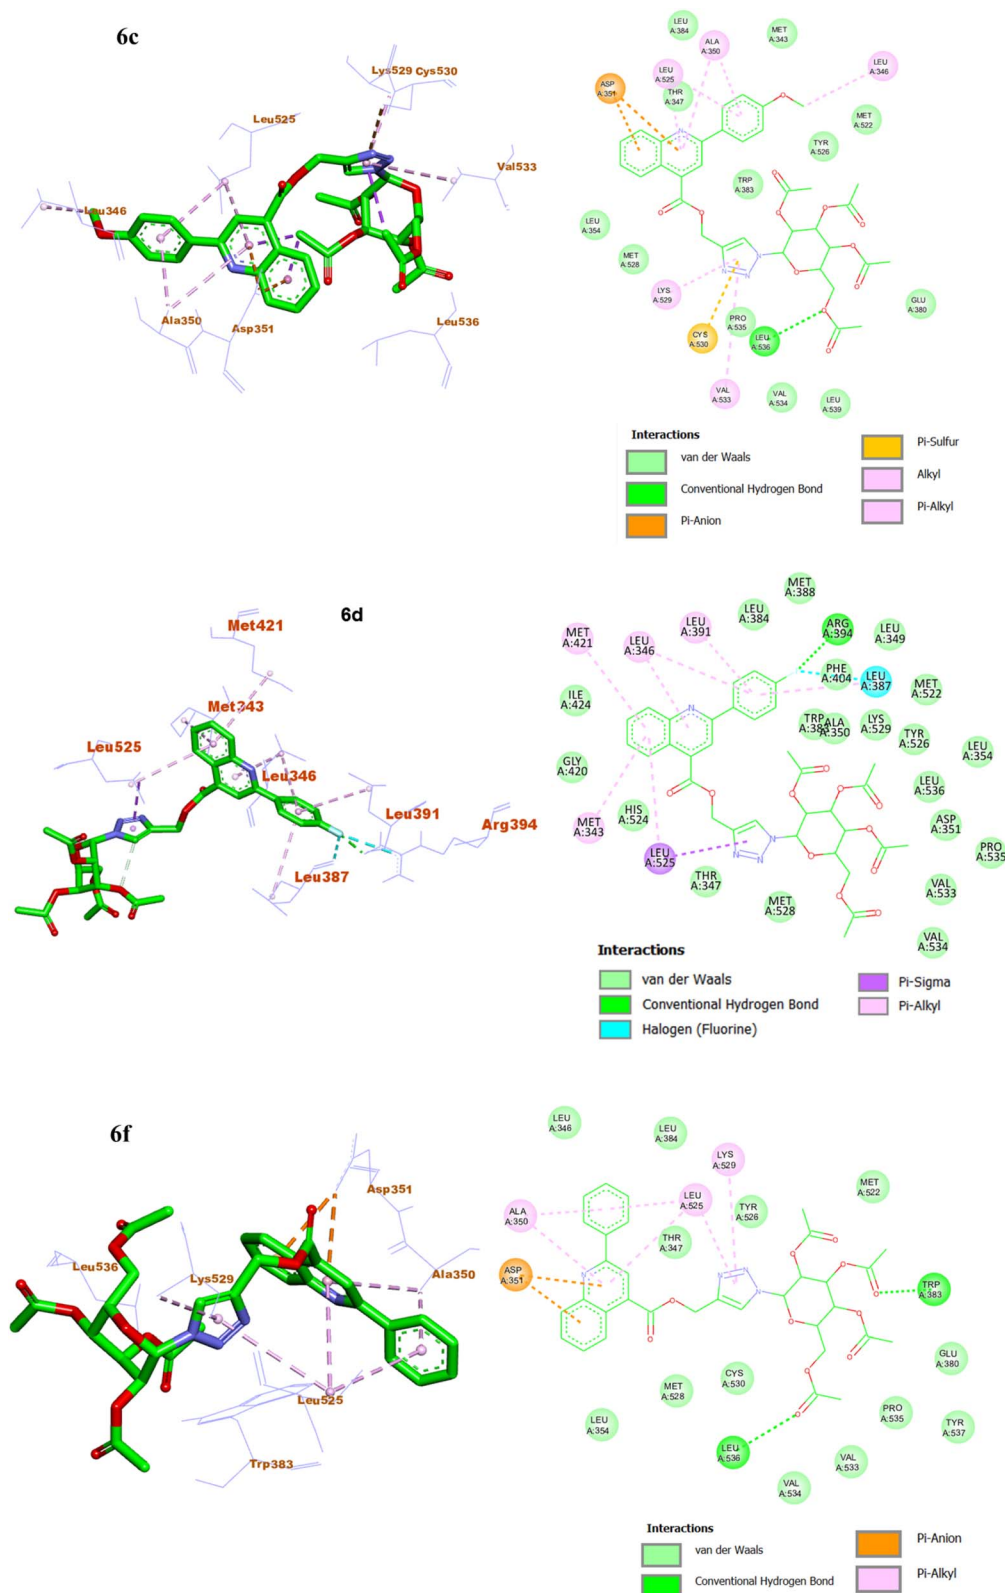 6c
Lys529 Cys530
Leu525
Val533
Leu346
Ala350
Asp351
Leu536
LEU
A:384
MET
A:343
ALA
A:350
LEU
A:346
LEU
A:525
ASP
A:351
THR
A:347
MET
A:522
TYR
A:526
TRP
A:383
LEU
A:354
MET
A:528
LYS
A:529
GLU
A:380
PRO
A:535
CYS
A:530
LEU
A:536
VAL
A:533
VAL
A:534
LEU
A:539
Interactions
van der Waals
Conventional Hydrogen Bond
Pi-Anion
Pi-Sulfur
Alkyl
Pi-Alkyl
6d
Met421
Met343
Leu525
Leu346
Leu391
Arg394
Leu387
MET
A:388
LEU
A:384
ARG
A:394
LEU
A:349
LEU
A:391
MET
A:421
LEU
A:346
PHE
A:404
LEU
A:387
MET
A:522
ILE
A:424
TRP
A:383
ALA
A:350
LYS
A:529
TYR
A:526
LEU
A:354
GLY
A:420
LEU
A:536
HIS
A:524
MET
A:343
ASP
A:351
LEU
A:525
PRO
A:535
THR
A:347
MET
A:528
VAL
A:533
VAL
A:534
Interactions
van der Waals
Conventional Hydrogen Bond
Halogen (Fluorine)
Pi-Sigma
Pi-Alkyl
6f
Asp351
Leu536
Lys529
Ala350
Leu525
Trp383
LEU
A:346
LEU
A:384
LYS
A:529
MET
A:522
LEU
A:525
ALA
A:350
TYR
A:526
THR
A:347
ASP
A:351
TRP
A:383
GLU
A:380
CYS
A:530
MET
A:528
PRO
A:535
TYR
A:537
LEU
A:354
LEU
A:536
VAL
A:533
VAL
A:534
Interactions
van der Waals
Conventional Hydrogen Bond
Pi-Anion
Pi-Alkyl